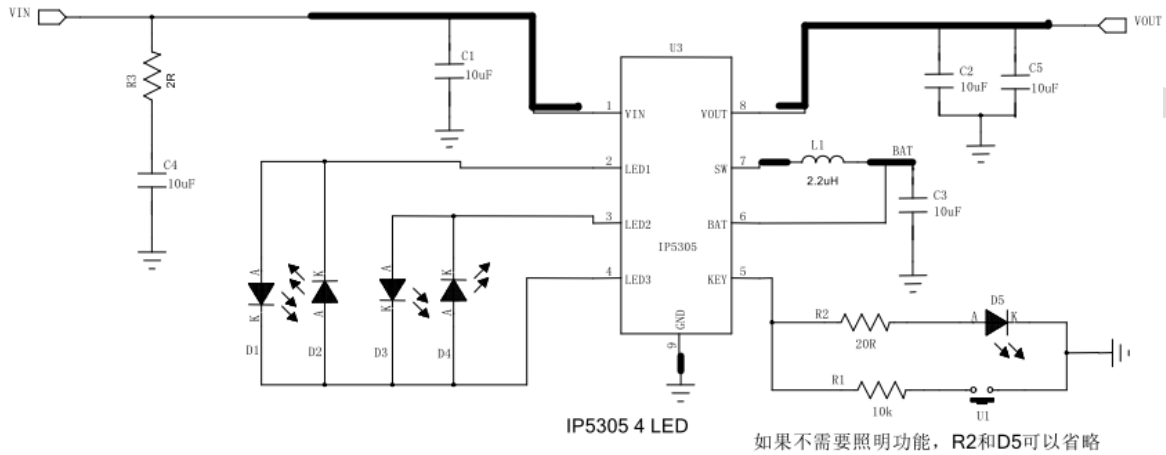 VIN
VOUT
R3
2R
C1
10uF
U3
C2
10uF
C5
10uF
1
VIN
VOUT
8
C4
10uF
2
LED1
SW
7
L1
2.2uH
BAT
3
LED2
BAT
6
C3
10uF
IP5305
4
LED3
KEY
5
A
K
D1
K
A
D2
A
K
D3
K
A
D4
GND
9
R2
20R
A
D5
K
R1
10k
U1
IP5305 4 LED
如果不需要照明功能，R2和D5可以省略